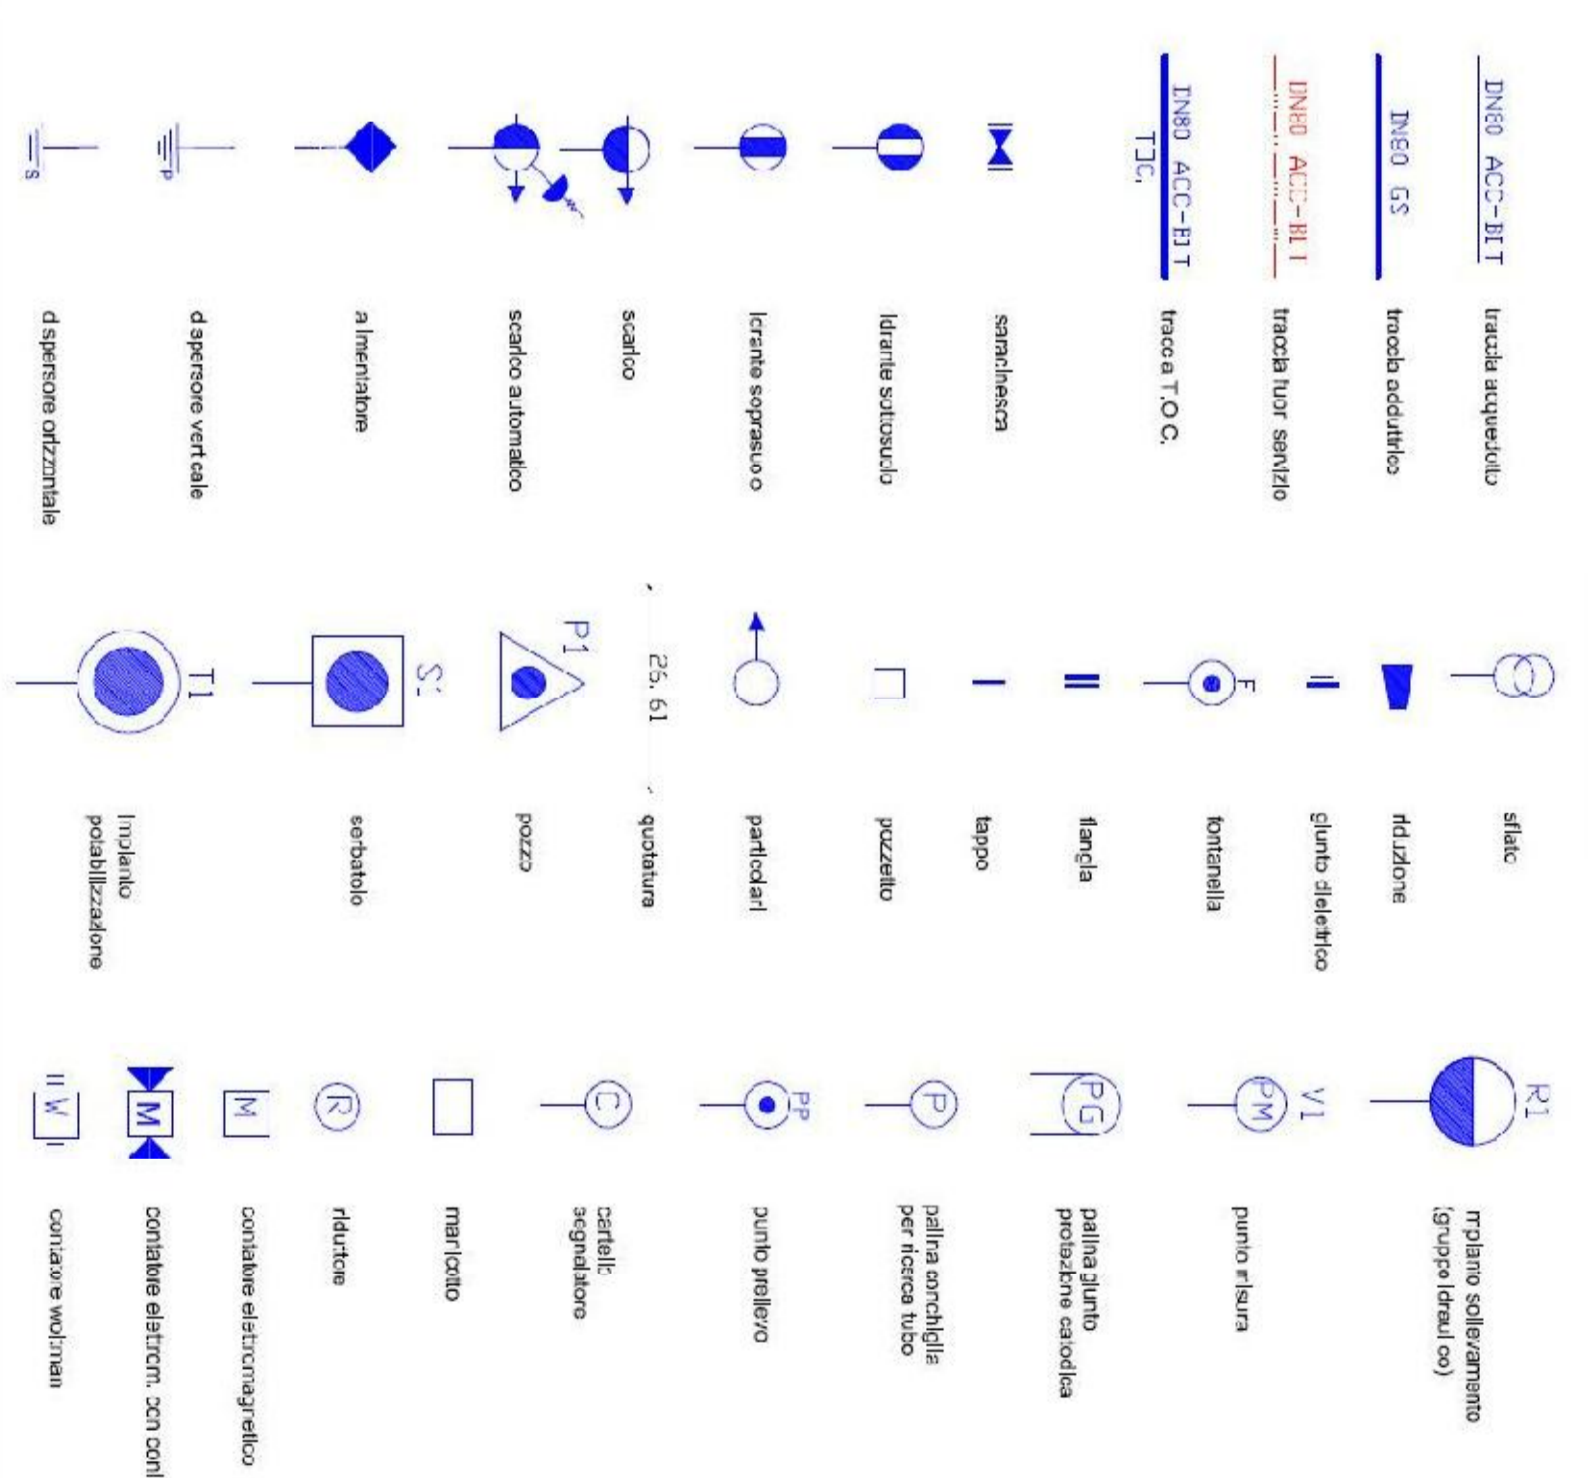 DN80 ACC-BIT
traccia acquedotto
DN80 GS
traccia adduttrice
DN80 ACC-BIT
traccia fuori servizio
DN80 ACC-BIT
T.O.C.
traccia T.O.C.
saracinesca
Idrante sottosuolo
Idrante soprasuolo
scarico
scarico automatico
alimentatore
P
dispersore verticale
S
dispersore orizzontale
sfiato
riduzione
giunto dielettrico
F
fontanella
flangia
tappo
pozzetto
particolari
26.61
quotatura
P1
pozzo
S1
serbatoio
T1
Impianto
potabilizzazione
R1
impianto sollevamento
(gruppo idraulico)
V1
PM
punto misura
PG
palina giunto
protezione catodica
P
palina conchiglia
per ricerca tubo
PP
punto prelievo
C
cartello
segnalatore
manicotto
R
riduttore
M
contatore elettromagnetico
M
contatore elettrom. con
W
contatore woltman